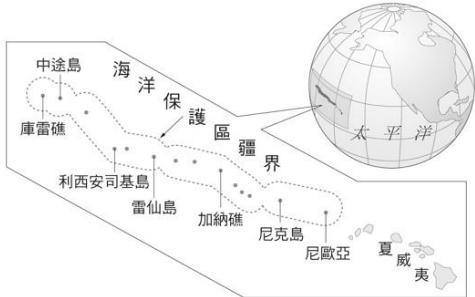 中途島
海洋保護區疆界
庫雷礁
太平洋
利西安司基島
雷仙島
加納礁
尼克島
尼歐亞
夏威夷